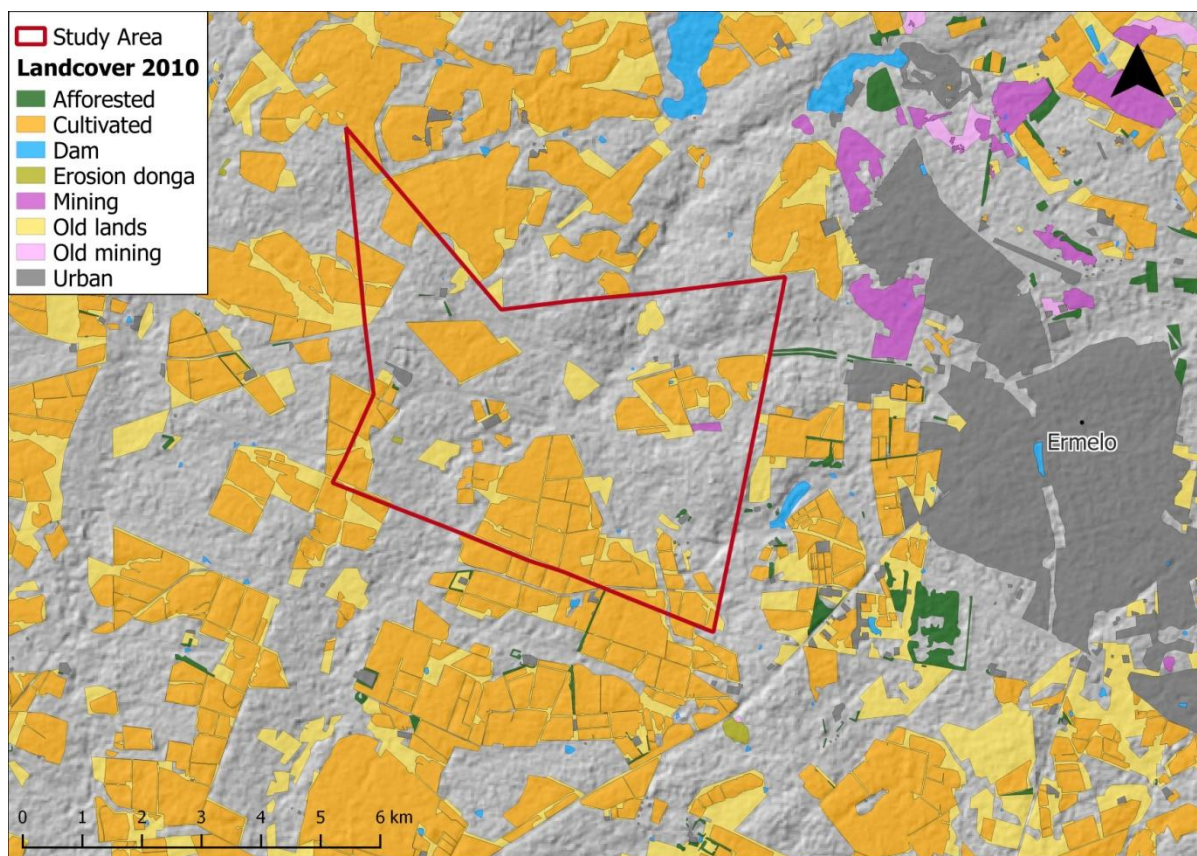 Study Area
Landcover 2010
Afforested
Cultivated
Dam
Erosion donga
Mining
Old lands
Old mining
Urban
Ermelo
0 1 2 3 4 5 6 km